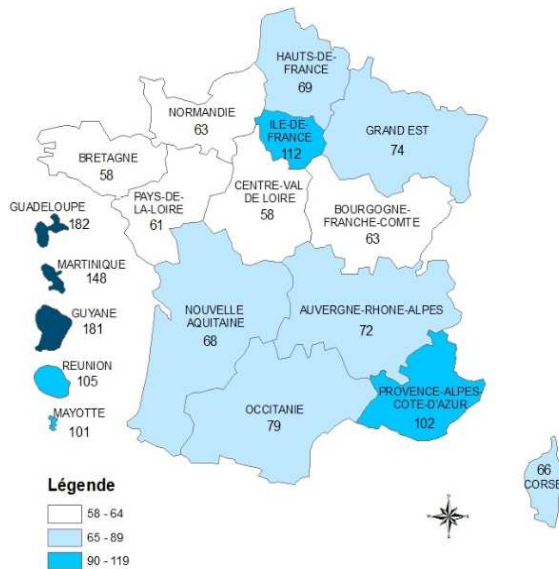 HAUTS-DE-
FRANCE
69
NORMANDIE
63
ILE-DE-
FRANCE
112
GRAND EST
74
BRETAGNE
58
PAYS-DE-
LA-LOIRE
61
CENTRE-VAL
DE LOIRE
58
BOURGOGNE-
FRANCHE-COMTE
63
GUADELOUPE
182
MARTINIQUE
148
GUYANE
181
REUNION
105
MAYOTTE
101
NOUVELLE
AQUITAINE
68
AUVERGNE-RHONE-ALPES
72
OCCITANIE
79
PROVENCE-ALPES-
COTE-D'AZUR
102
66
CORSE
Légende
58 - 64
65 - 89
90 - 119